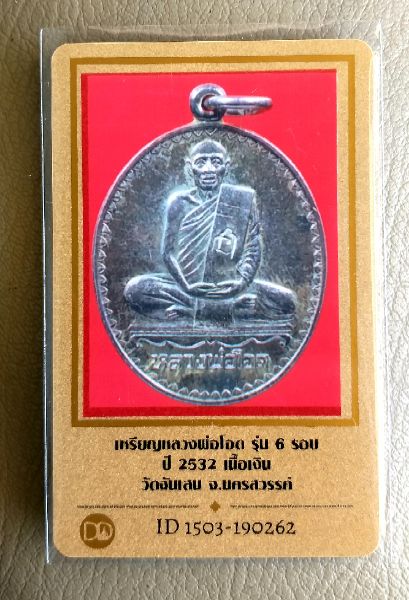 หลวงพ่อโอด
เหรียญหลวงพ่อโอด รุ่น 6 รอบ
ปี 2532 เนื้อเงิน
วัดจันเสน จ.นครสวรรค์
DD
ID 1503-190262